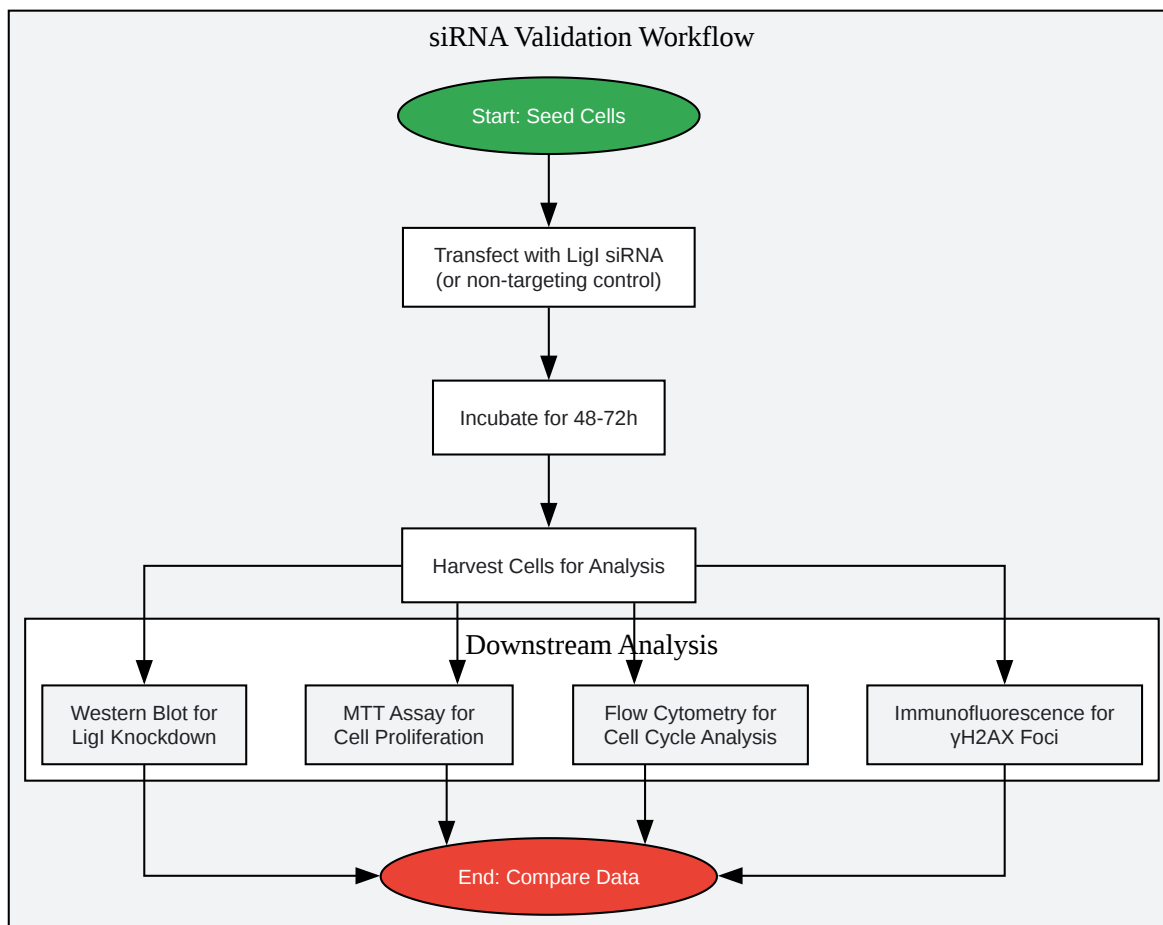 siRNA Validation Workflow
Start: Seed Cells
Transfect with LigI siRNA
(or non-targeting control)
Incubate for 48-72h
Harvest Cells for Analysis
Downstream Analysis
Western Blot for
LigI Knockdown
MTT Assay for
Cell Proliferation
Flow Cytometry for
Cell Cycle Analysis
Immunofluorescence for
γH2AX Foci
End: Compare Data